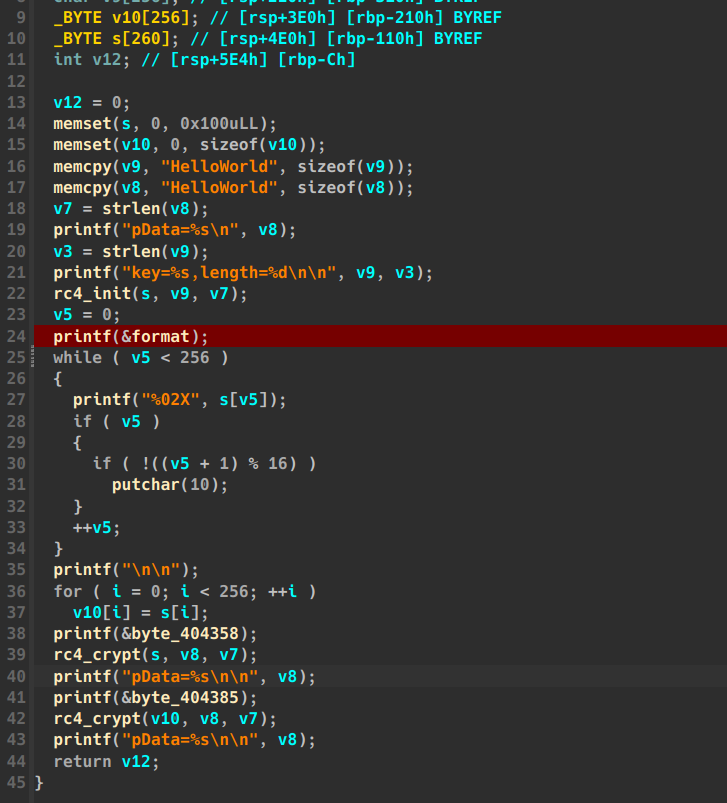 9 _BYTE v10[256]; // [rsp+3E0h] [rbp-210h] BYREF
10 _BYTE s[260]; // [rsp+4E0h] [rbp-110h] BYREF
11 int v12; // [rsp+5E4h] [rbp-Ch]
12
13 v12 = 0;
14 memset(s, 0, 0x100uLL);
15 memset(v10, 0, sizeof(v10));
16 memcpy(v9, "HelloWorld", sizeof(v9));
17 memcpy(v8, "HelloWorld", sizeof(v8));
18 v7 = strlen(v8);
19 printf("pData=%s\n", v8);
20 v3 = strlen(v9);
21 printf("key=%s,length=%d\n\n", v9, v3);
22 rc4_init(s, v9, v7);
23 v5 = 0;
24 printf(&format);
25 while ( v5 < 256 )
26 {
27 printf("%02X", s[v5]);
28 if ( v5 )
29 {
30 if ( !((v5 + 1) % 16) )
31 putchar(10);
32 }
33 ++v5;
34 }
35 printf("\n\n");
36 for ( i = 0; i < 256; ++i )
37 v10[i] = s[i];
38 printf(&byte_404358);
39 rc4_crypt(s, v8, v7);
40 printf("pData=%s\n\n", v8);
41 printf(&byte_404385);
42 rc4_crypt(v10, v8, v7);
43 printf("pData=%s\n\n", v8);
44 return v12;
45 }